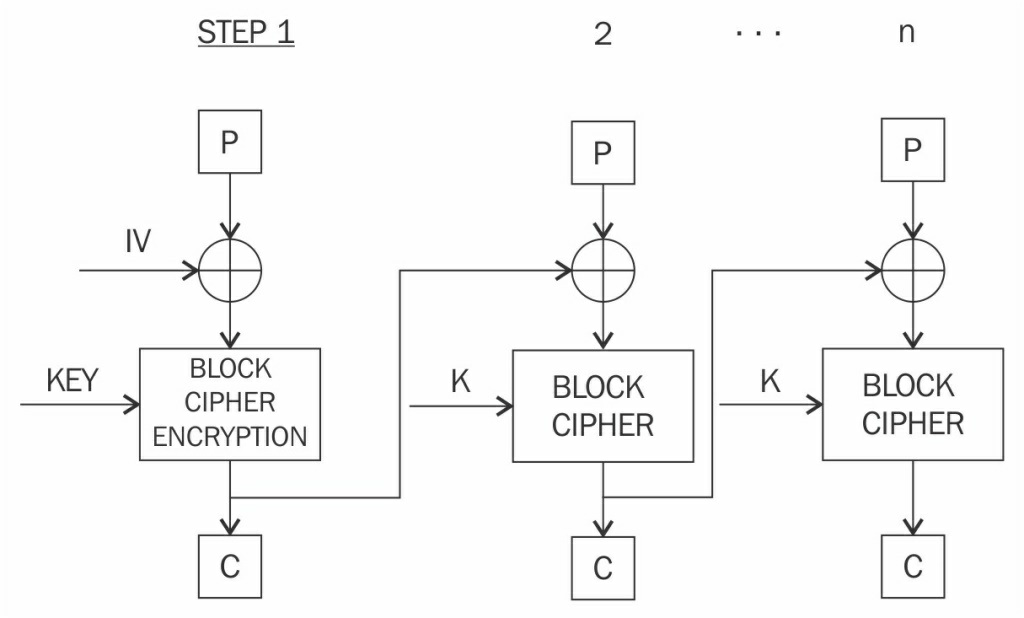 STEP 1
2
...
n
P
P
P
IV
KEY
BLOCK
CIPHER
ENCRYPTION
K
BLOCK
CIPHER
K
BLOCK
CIPHER
C
C
C